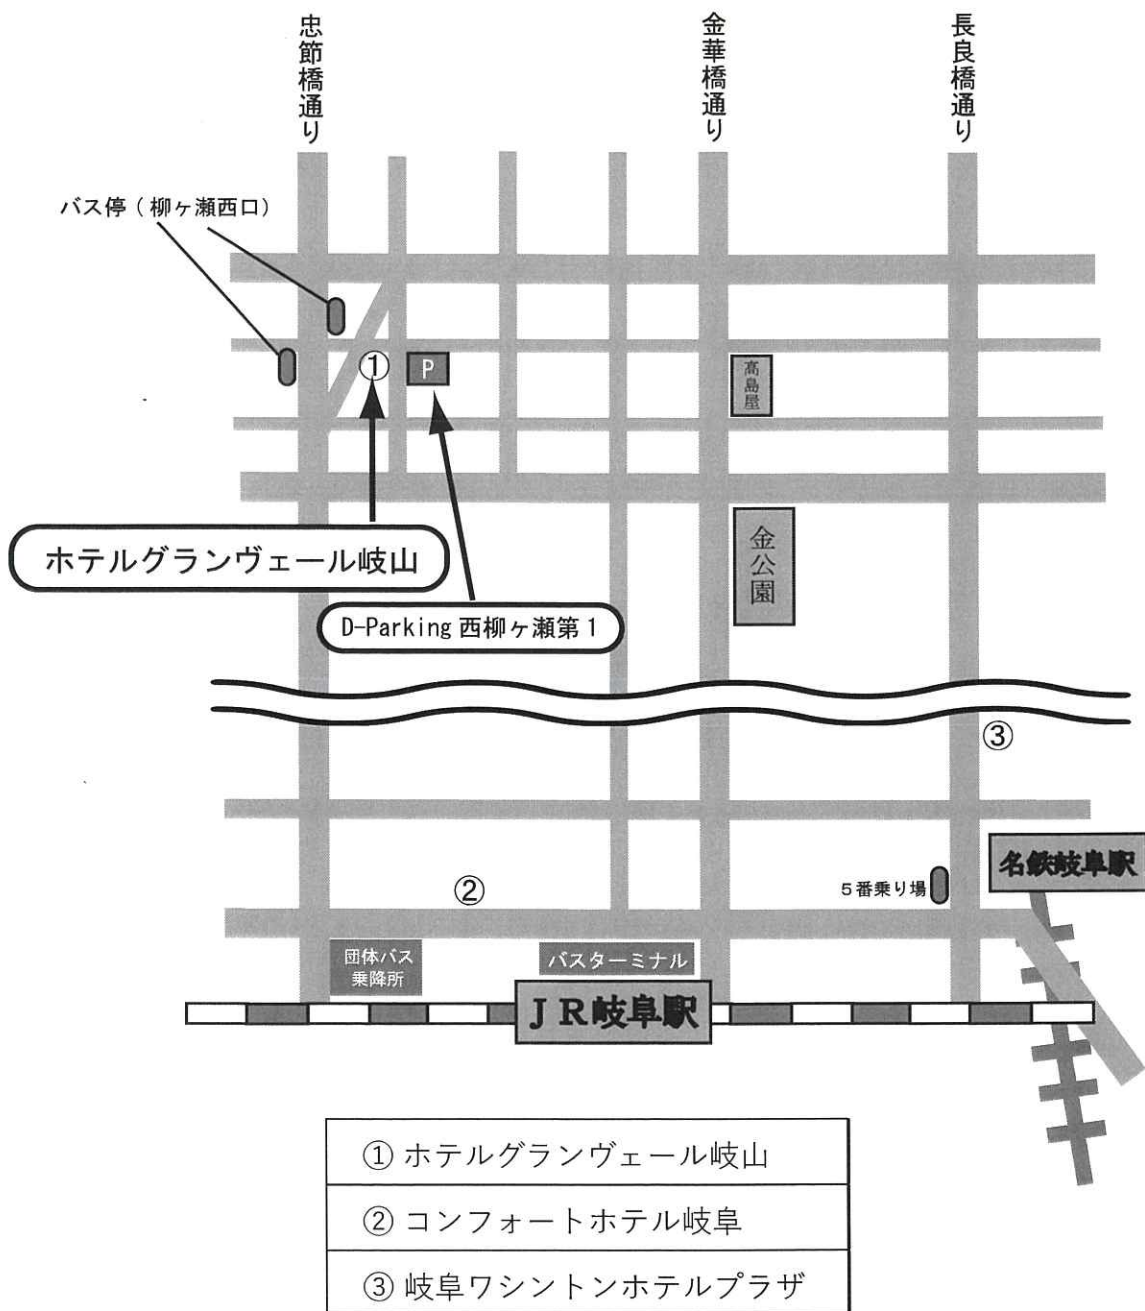 忠節橋通り
金華橋通り
長良橋通り
バス停（柳ヶ瀬西口）
①
P
髙島屋
ホテルグランヴェール岐山
金公園
D-Parking 西柳ヶ瀬第1
③
名鉄岐阜駅
②
5番乗り場
団体バス
乗降所
バスターミナル
JR岐阜駅
① ホテルグランヴェール岐山
② コンフォートホテル岐阜
③ 岐阜ワシントンホテルプラザ